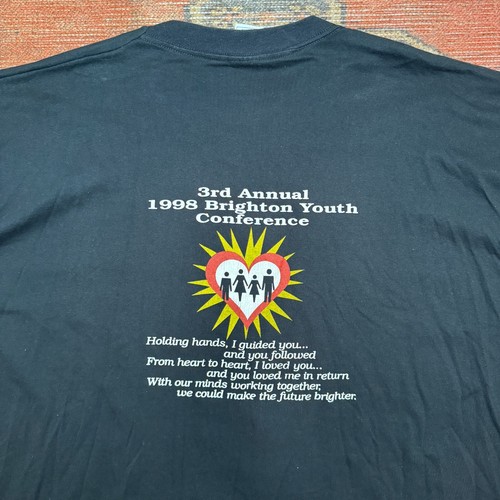 3rd Annual
1998 Brighton Youth
Conference
Holding hands, I guided you...
and you followed
From heart to heart, I loved you...
and you loved me in return
With our minds working together,
we could make the future brighter.